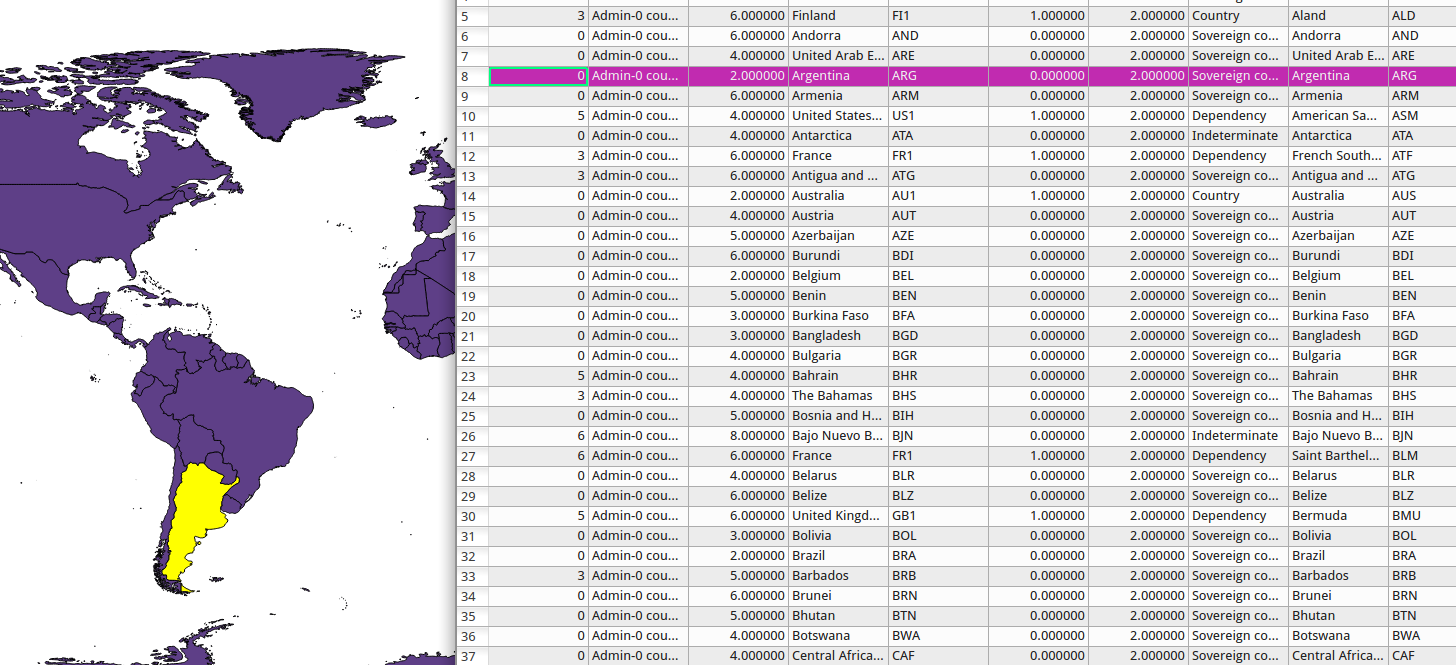 5 3 Admin-0 cou... 6.000000 Finland FI1 1.000000 2.000000 Country Aland ALD
6 0 Admin-0 cou... 6.000000 Andorra AND 0.000000 2.000000 Sovereign co... Andorra AND
7 0 Admin-0 cou... 4.000000 United Arab E... ARE 0.000000 2.000000 Sovereign co... United Arab E... ARE
8 0 Admin-0 cou... 2.000000 Argentina ARG 0.000000 2.000000 Sovereign co... Argentina ARG
9 0 Admin-0 cou... 6.000000 Armenia ARM 0.000000 2.000000 Sovereign co... Armenia ARM
10 5 Admin-0 cou... 4.000000 United States... US1 1.000000 2.000000 Dependency American Sa... ASM
11 0 Admin-0 cou... 4.000000 Antarctica ATA 0.000000 2.000000 Indeterminate Antarctica ATA
12 3 Admin-0 cou... 6.000000 France FR1 1.000000 2.000000 Dependency French South... ATF
13 3 Admin-0 cou... 6.000000 Antigua and ... ATG 0.000000 2.000000 Sovereign co... Antigua and ... ATG
14 0 Admin-0 cou... 2.000000 Australia AU1 1.000000 2.000000 Country Australia AUS
15 0 Admin-0 cou... 4.000000 Austria AUT 0.000000 2.000000 Sovereign co... Austria AUT
16 0 Admin-0 cou... 5.000000 Azerbaijan AZE 0.000000 2.000000 Sovereign co... Azerbaijan AZE
17 0 Admin-0 cou... 6.000000 Burundi BDI 0.000000 2.000000 Sovereign co... Burundi BDI
18 0 Admin-0 cou... 2.000000 Belgium BEL 0.000000 2.000000 Sovereign co... Belgium BEL
19 0 Admin-0 cou... 5.000000 Benin BEN 0.000000 2.000000 Sovereign co... Benin BEN
20 0 Admin-0 cou... 3.000000 Burkina Faso BFA 0.000000 2.000000 Sovereign co... Burkina Faso BFA
21 0 Admin-0 cou... 3.000000 Bangladesh BGD 0.000000 2.000000 Sovereign co... Bangladesh BGD
22 0 Admin-0 cou... 4.000000 Bulgaria BGR 0.000000 2.000000 Sovereign co... Bulgaria BGR
23 5 Admin-0 cou... 4.000000 Bahrain BHR 0.000000 2.000000 Sovereign co... Bahrain BHR
24 3 Admin-0 cou... 4.000000 The Bahamas BHS 0.000000 2.000000 Sovereign co... The Bahamas BHS
25 0 Admin-0 cou... 5.000000 Bosnia and H... BIH 0.000000 2.000000 Sovereign co... Bosnia and H... BIH
26 6 Admin-0 cou... 8.000000 Bajo Nuevo B... BJN 0.000000 2.000000 Indeterminate Bajo Nuevo B... BJN
27 6 Admin-0 cou... 6.000000 France FR1 1.000000 2.000000 Dependency Saint Barthel... BLM
28 0 Admin-0 cou... 4.000000 Belarus BLR 0.000000 2.000000 Sovereign co... Belarus BLR
29 0 Admin-0 cou... 6.000000 Belize BLZ 0.000000 2.000000 Sovereign co... Belize BLZ
30 5 Admin-0 cou... 6.000000 United Kingd... GB1 1.000000 2.000000 Dependency Bermuda BMU
31 0 Admin-0 cou... 3.000000 Bolivia BOL 0.000000 2.000000 Sovereign co... Bolivia BOL
32 0 Admin-0 cou... 2.000000 Brazil BRA 0.000000 2.000000 Sovereign co... Brazil BRA
33 3 Admin-0 cou... 5.000000 Barbados BRB 0.000000 2.000000 Sovereign co... Barbados BRB
34 0 Admin-0 cou... 6.000000 Brunei BRN 0.000000 2.000000 Sovereign co... Brunei BRN
35 0 Admin-0 cou... 5.000000 Bhutan BTN 0.000000 2.000000 Sovereign co... Bhutan BTN
36 0 Admin-0 cou... 4.000000 Botswana BWA 0.000000 2.000000 Sovereign co... Botswana BWA
37 0 Admin-0 cou... 4.000000 Central Africa... CAF 0.000000 2.000000 Sovereign co... Central Africa... CAF